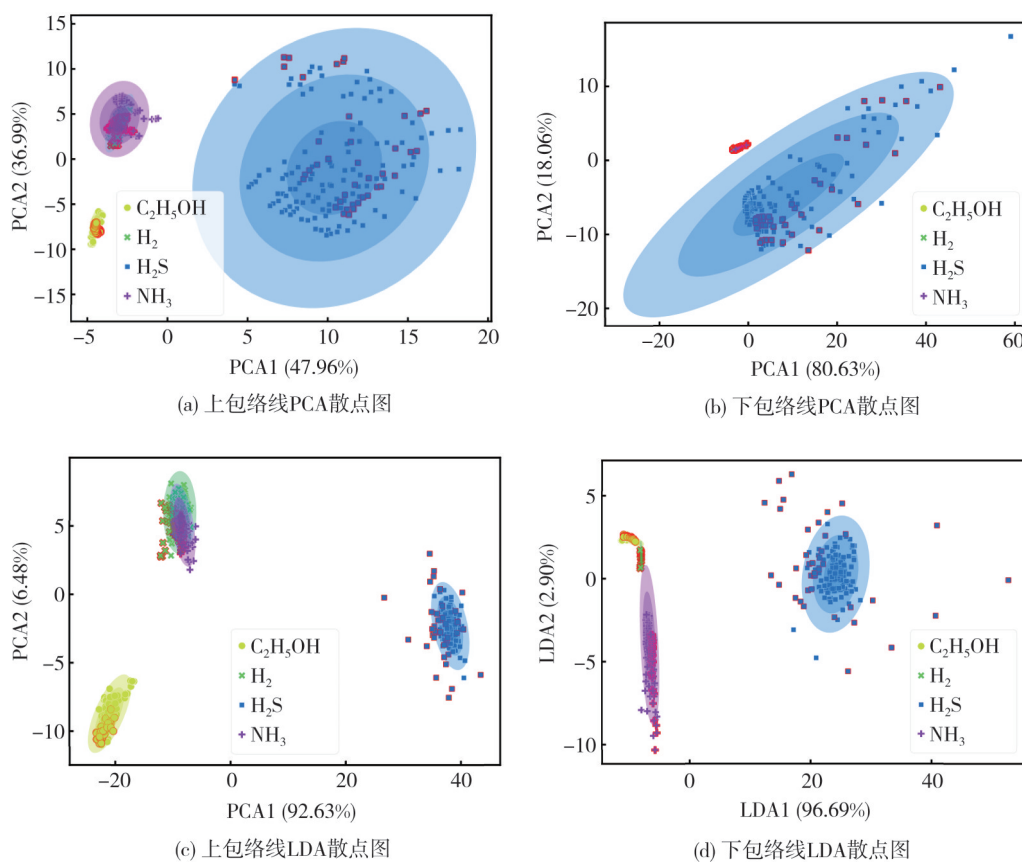 15
10
5
0
−5
−10
−15
PCA2 (36.99%)
C₂H₅OH
H₂
H₂S
NH₃
−5
0
5
10
15
20
PCA1 (47.96%)
(a) 上包络线PCA散点图
10
0
−10
−20
PCA2 (18.06%)
C₂H₅OH
H₂
H₂S
NH₃
−20
0
20
40
60
PCA1 (80.63%)
(b) 下包络线PCA散点图
5
0
−5
−10
PCA2 (6.48%)
C₂H₅OH
H₂
H₂S
NH₃
−20
0
20
40
PCA1 (92.63%)
(c) 上包络线LDA散点图
5
0
−5
−10
LDA2 (2.90%)
C₂H₅OH
H₂
H₂S
NH₃
0
20
40
LDA1 (96.69%)
(d) 下包络线LDA散点图